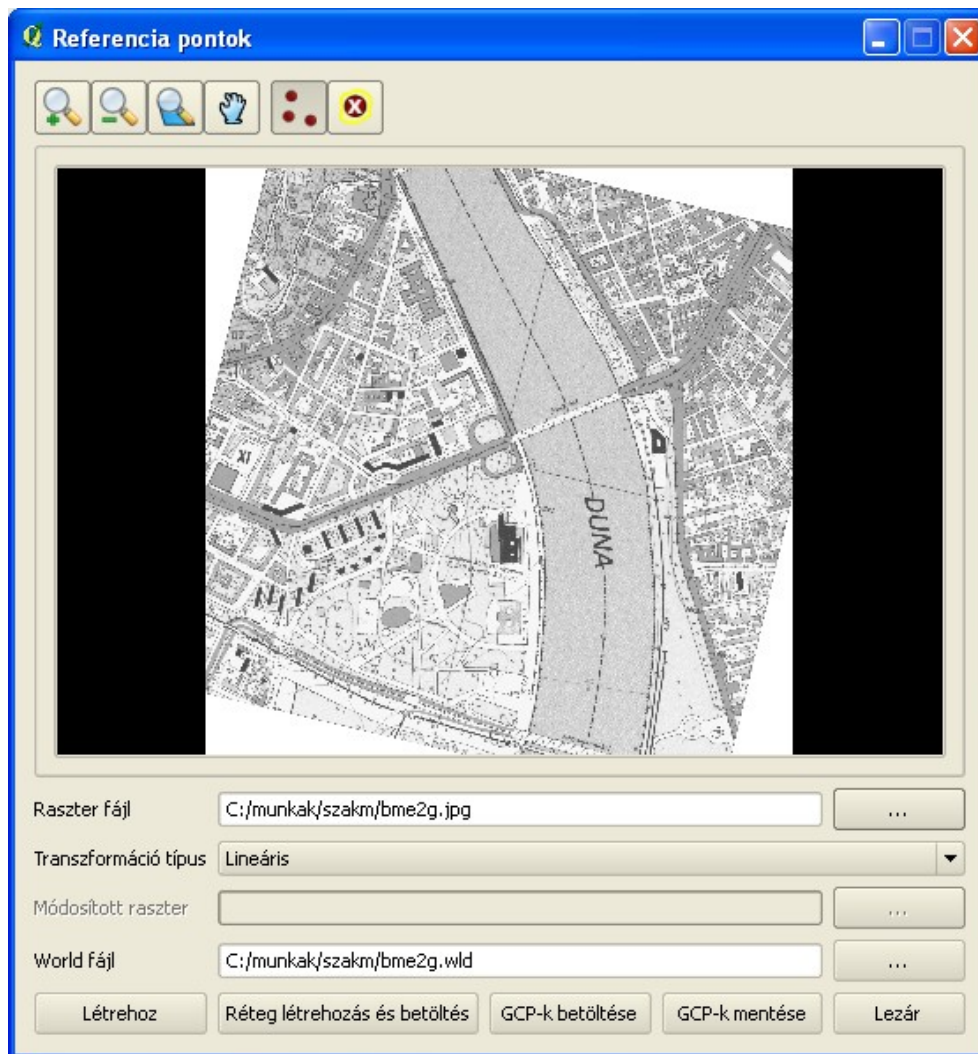 Referencia pontok
XI
DUNA
Raszter fájl C:/munkak/szakm/bme2g.jpg ...
Transzformáció típus Lineáris
Módosított raszter ...
World fájl C:/munkak/szakm/bme2g.wld ...
Létrehoz Réteg létrehozás és betöltés GCP-k betöltése GCP-k mentése Lezár